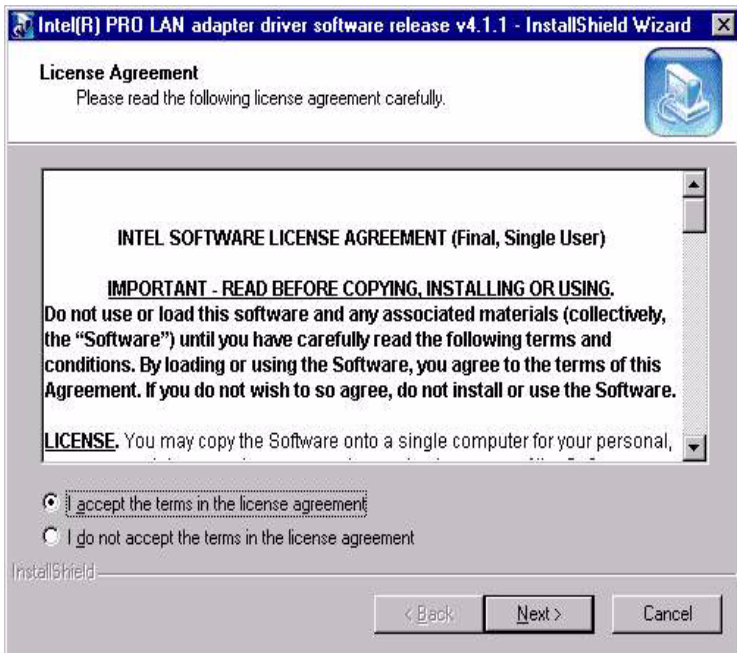 Intel(R) PRO LAN adapter driver software release v4.1.1 - InstallShield Wizard
License Agreement
Please read the following license agreement carefully.
INTEL SOFTWARE LICENSE AGREEMENT (Final, Single User)
IMPORTANT - READ BEFORE COPYING, INSTALLING OR USING.
Do not use or load this software and any associated materials (collectively,
the “Software”) until you have carefully read the following terms and
conditions. By loading or using the Software, you agree to the terms of this
Agreement. If you do not wish to so agree, do not install or use the Software.
LICENSE. You may copy the Software onto a single computer for your personal,
I accept the terms in the license agreement
I do not accept the terms in the license agreement
InstallShield
< Back
Next >
Cancel